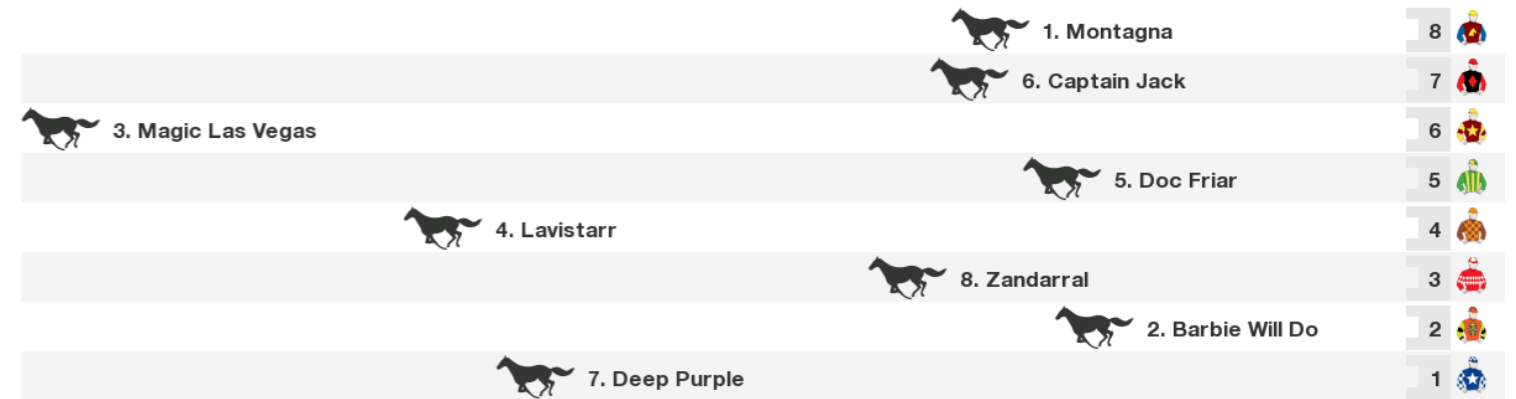 1. Montagna 8
6. Captain Jack 7
3. Magic Las Vegas 6
5. Doc Friar 5
4. Lavistarr 4
8. Zandarral 3
2. Barbie Will Do 2
7. Deep Purple 1